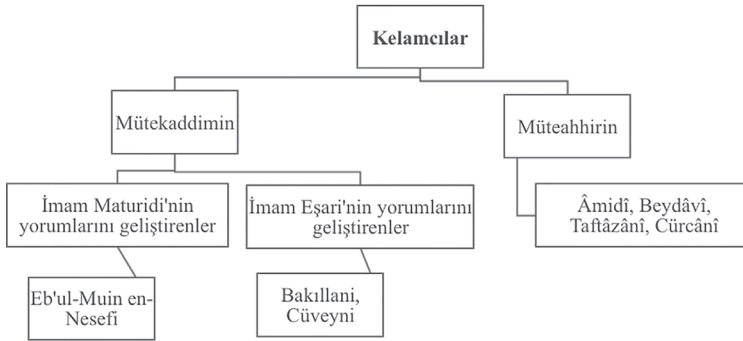 Kelamcılar
Mütekaddimin
Müteahhirin
İmam Maturidi'nin
yorumlarını geliştirenler
İmam Eşari'nin yorumlarını
geliştirenler
Âmidî, Beydâvî,
Taftâzânî, Cürcânî
Eb'ul-Muin en-
Nesefi
Bakıllani,
Cüveyni